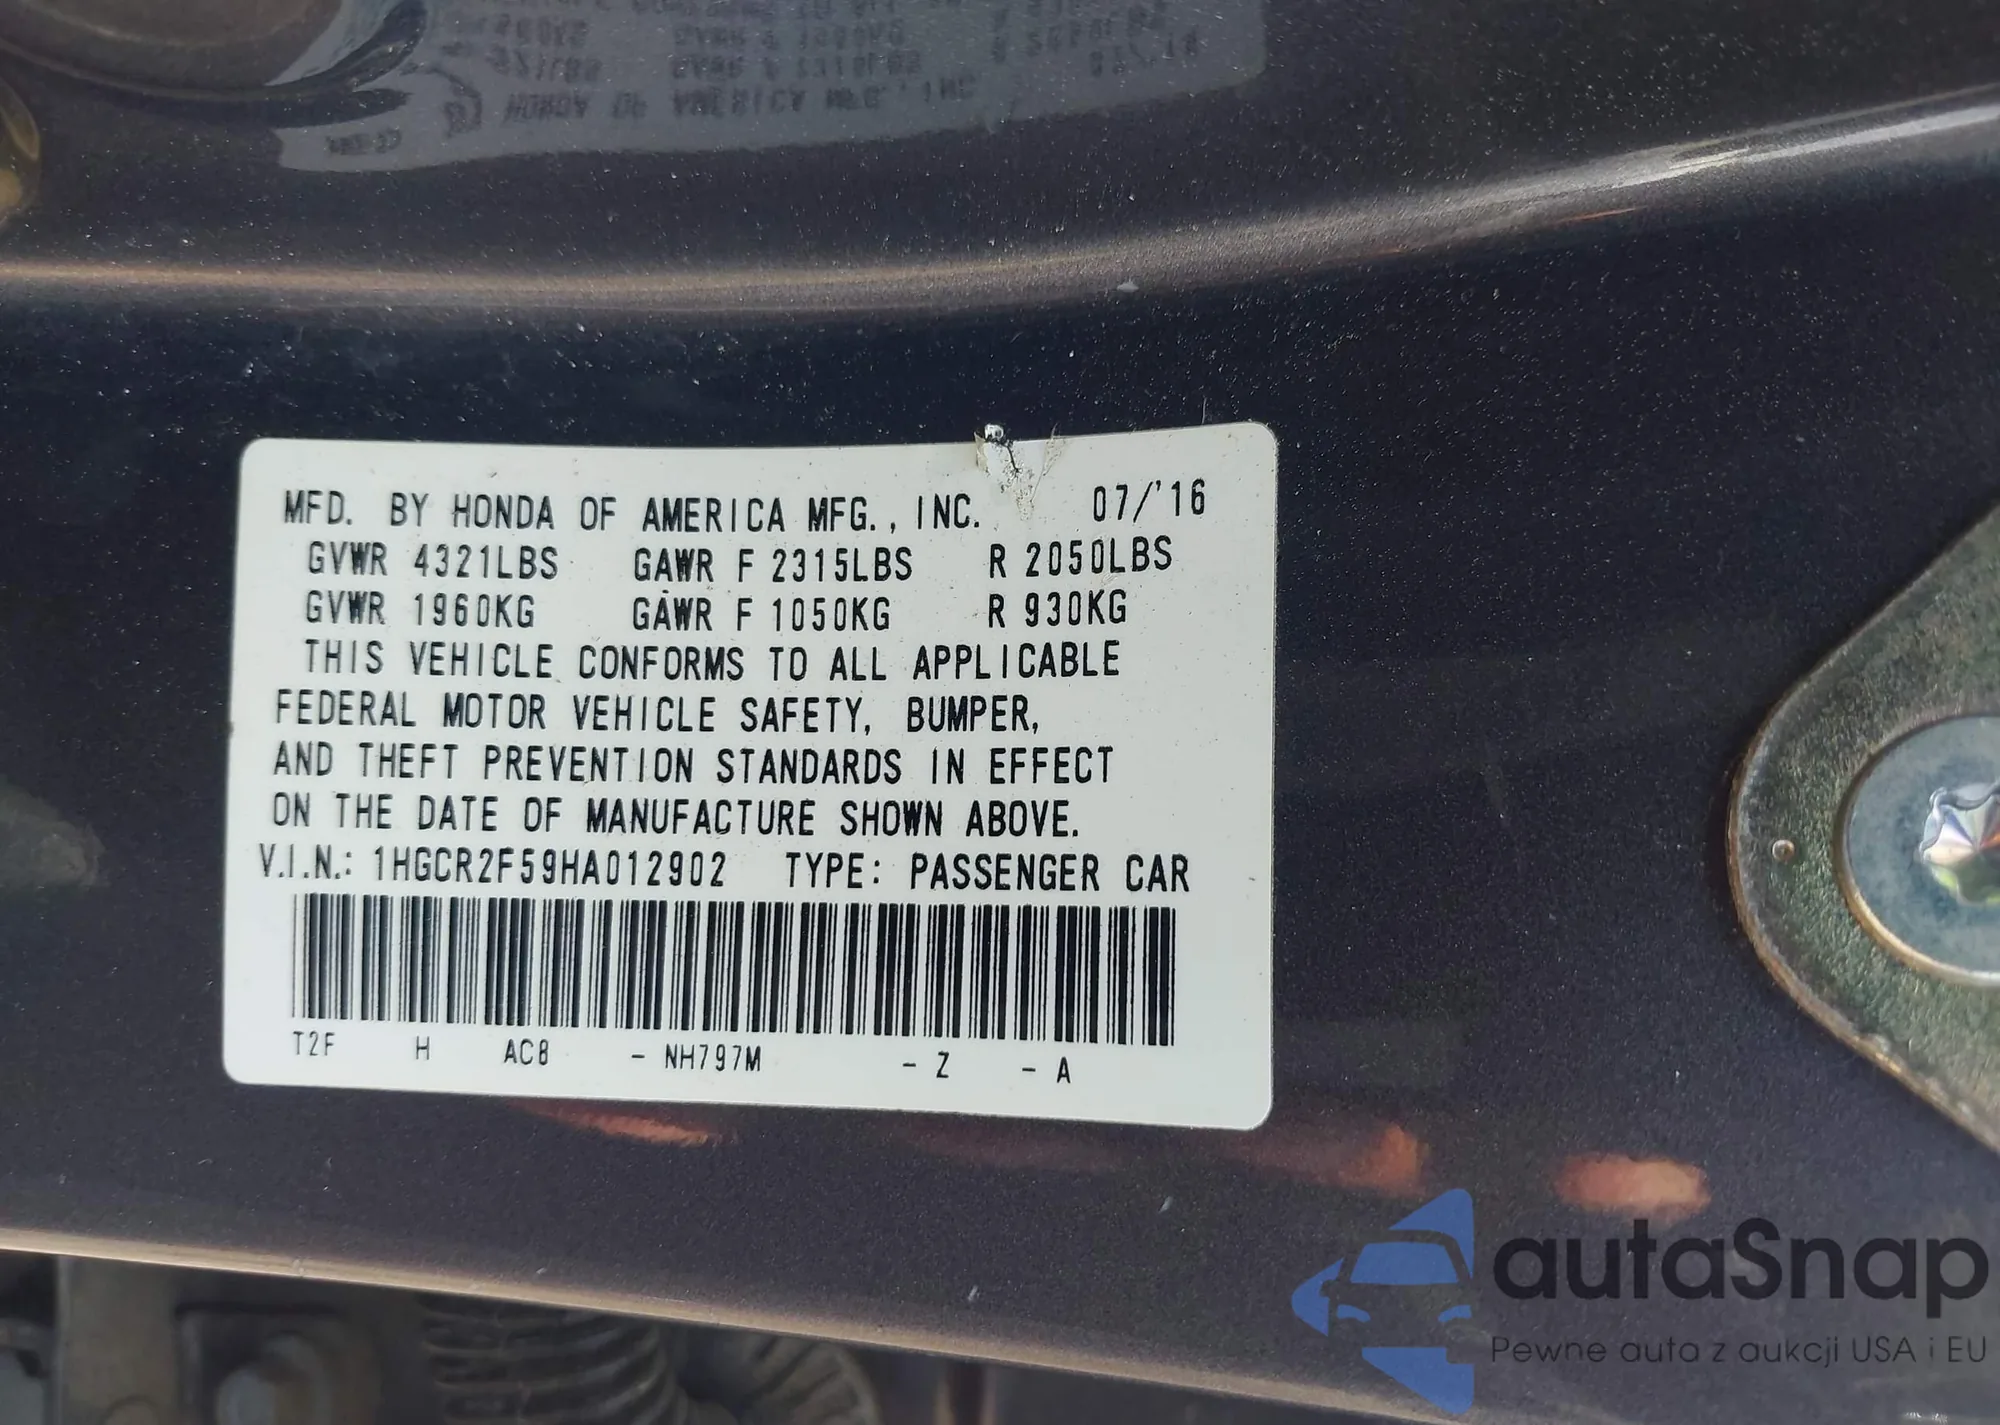 MFD. BY HONDA OF AMERICA MFG., INC. 07/'16
GVWR 4321LBS GAWR F 2315LBS R 2050LBS
GVWR 1960KG GAWR F 1050KG R 930KG
THIS VEHICLE CONFORMS TO ALL APPLICABLE
FEDERAL MOTOR VEHICLE SAFETY, BUMPER,
AND THEFT PREVENTION STANDARDS IN EFFECT
ON THE DATE OF MANUFACTURE SHOWN ABOVE.
V.I.N.: 1HGCR2F59HA012902 TYPE: PASSENGER CAR
T2F H AC8 - NH797M - Z - A
autaSnap
Pewne auta z aukcji USA i EU